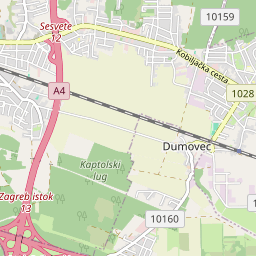 10159
Sesvete
12
Kobiljačka cesta
A4
1028
Dumovec
Kaptolski
lug
Zagreb istok
13
10160